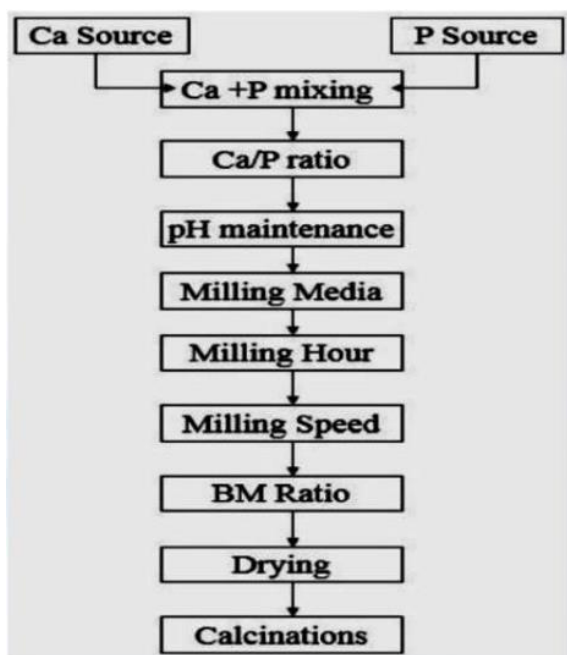 Ca Source
P Source
Ca +P mixing
Ca/P ratio
pH maintenance
Milling Media
Milling Hour
Milling Speed
BM Ratio
Drying
Calcinations